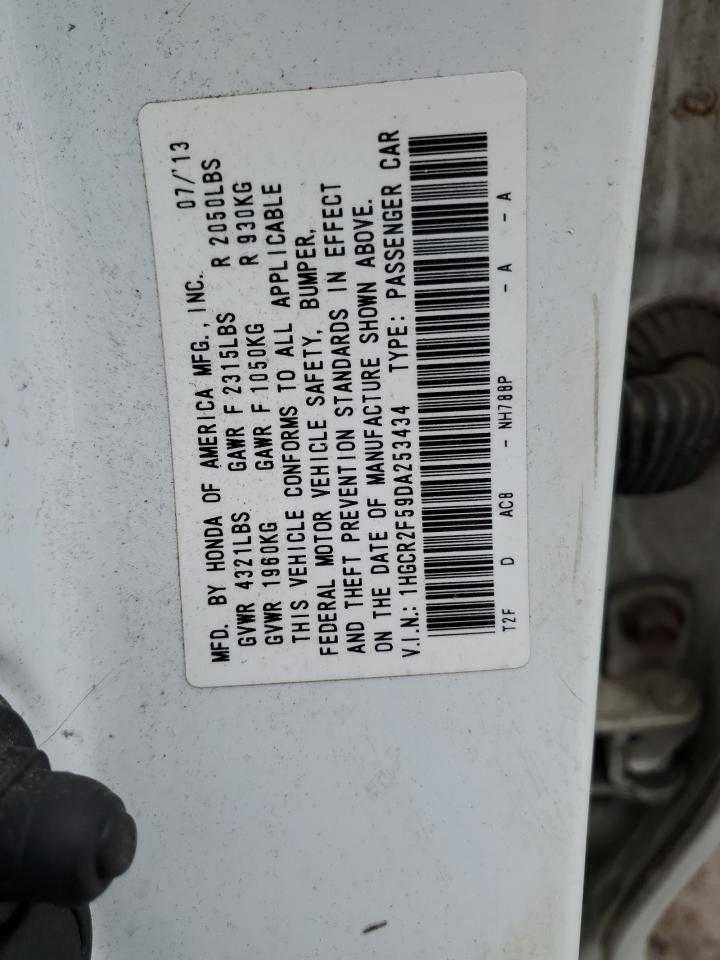 MFD. BY HONDA OF AMERICA MFG., INC. 07/'13
GVWR 4321LBS GAWR F 2315LBS R 2050LBS
GVWR 1960KG GAWR F 1050KG R 930KG
THIS VEHICLE CONFORMS TO ALL APPLICABLE
FEDERAL MOTOR VEHICLE SAFETY, BUMPER,
AND THEFT PREVENTION STANDARDS IN EFFECT
ON THE DATE OF MANUFACTURE SHOWN ABOVE.
V.I.N.: 1HGCR2F59DA253434 TYPE: PASSENGER CAR
T2F D AC8 - NH788P - A - A